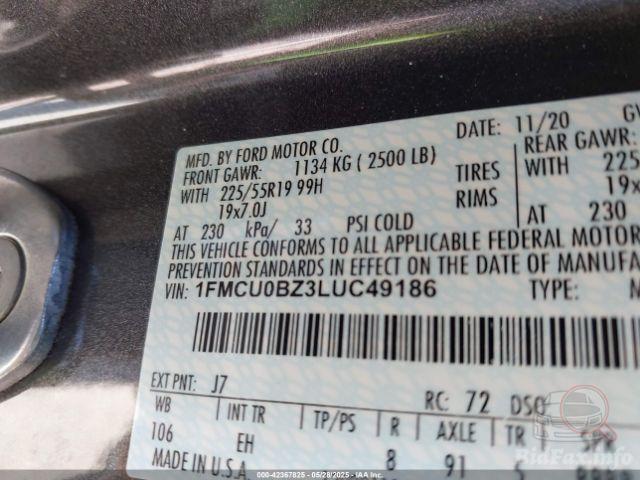 DATE: 11/20
MFD. BY FORD MOTOR CO.
FRONT GAWR: 1134 KG ( 2500 LB)
REAR GAWR:
WITH 225/55R19 99H TIRES WITH 225
19x7.0J RIMS 19x
AT 230 kPa/ 33 PSI COLD AT 230
THIS VEHICLE CONFORMS TO ALL APPLICABLE FEDERAL MOTOR
PREVENTION STANDARDS IN EFFECT ON THE DATE OF MANUFA
VIN: 1FMCU0BZ3LUC49186
EXT PNT: J7 RC: 72 DSO
WB INT TR TP/PS R AXLE TR SPR
106 EH 8 91
MADE IN U.S.A.
BidFax.info
000-42367825 - 05/28/2025 - IAAI.COM